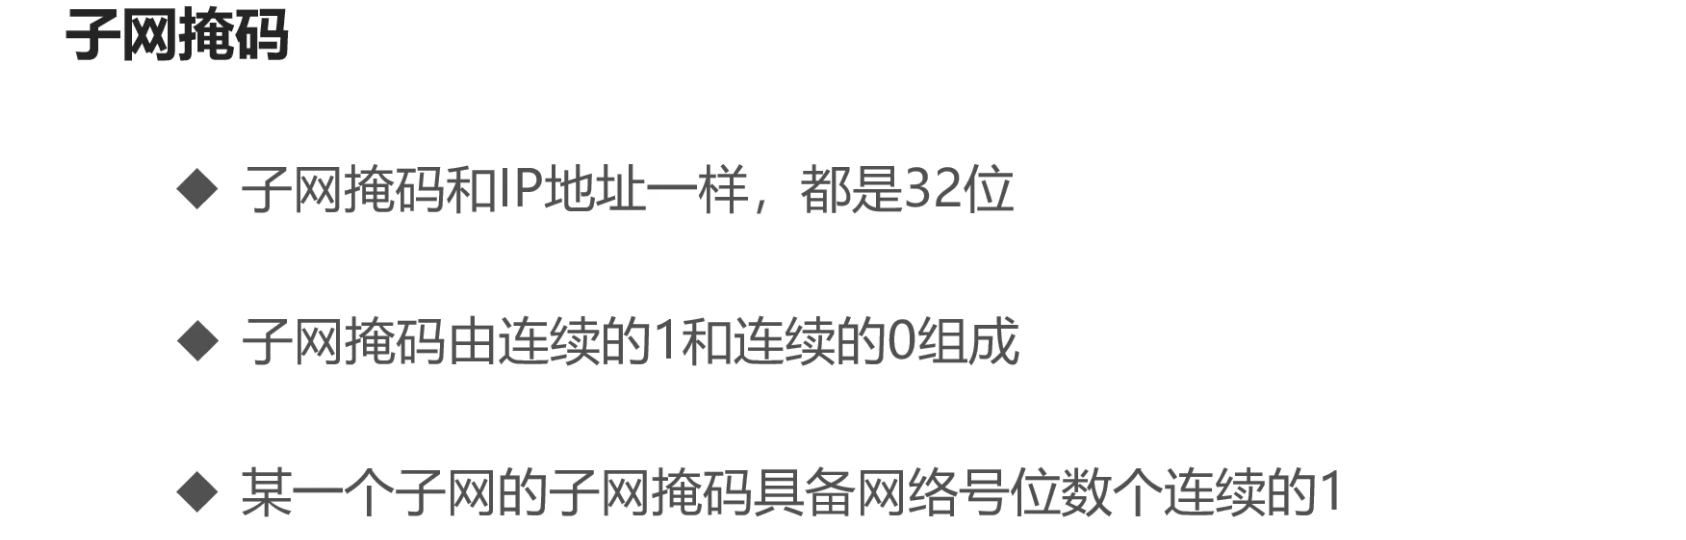 子网掩码
◆ 子网掩码和IP地址一样，都是32位
◆ 子网掩码由连续的1和连续的0组成
◆ 某一个子网的子网掩码具备网络号位数个连续的1